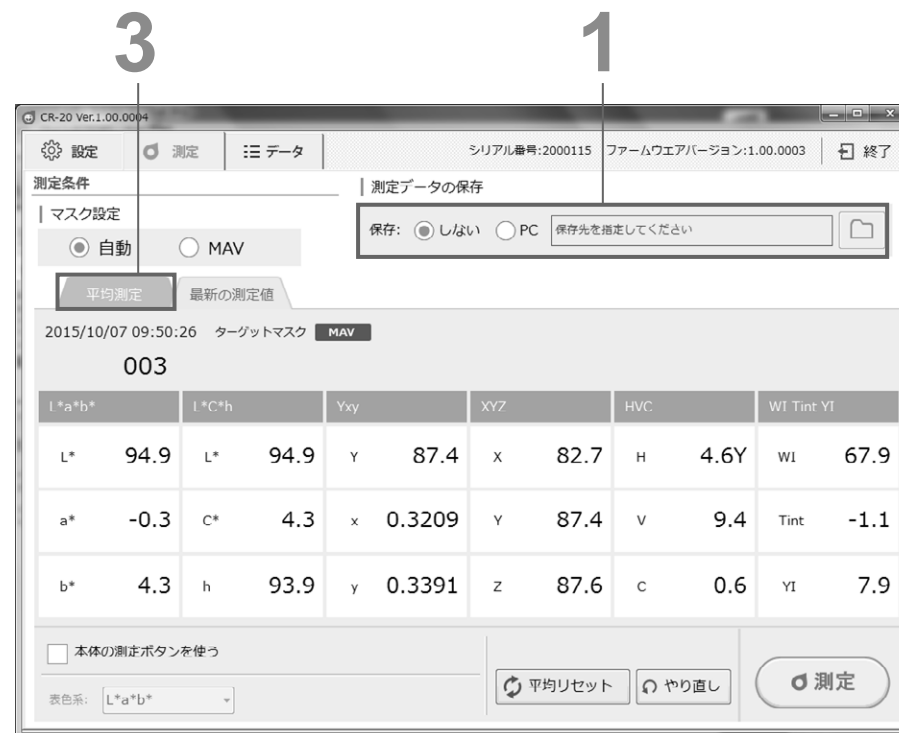 3 1
CR-20 Ver.1.00.0004
設定 測定 データ シリアル番号:2000115 ファームウエアバージョン:1.00.0003 終了
測定条件 測定データの保存
マスク設定 保存: しない PC 保存先を指定してください
自動 MAV
平均測定 最新の測定値
2015/10/07 09:50:26 ターゲットマスク MAV
003
L*a*b* L*C*h Yxy XYZ HVC WI Tint YI
L* 94.9 L* 94.9 Y 87.4 X 82.7 H 4.6Y WI 67.9
a* -0.3 C* 4.3 x 0.3209 Y 87.4 V 9.4 Tint -1.1
b* 4.3 h 93.9 y 0.3391 Z 87.6 C 0.6 YI 7.9
本体の測定ボタンを使う
表色系: L*a*b* 平均リセット やり直し 測定